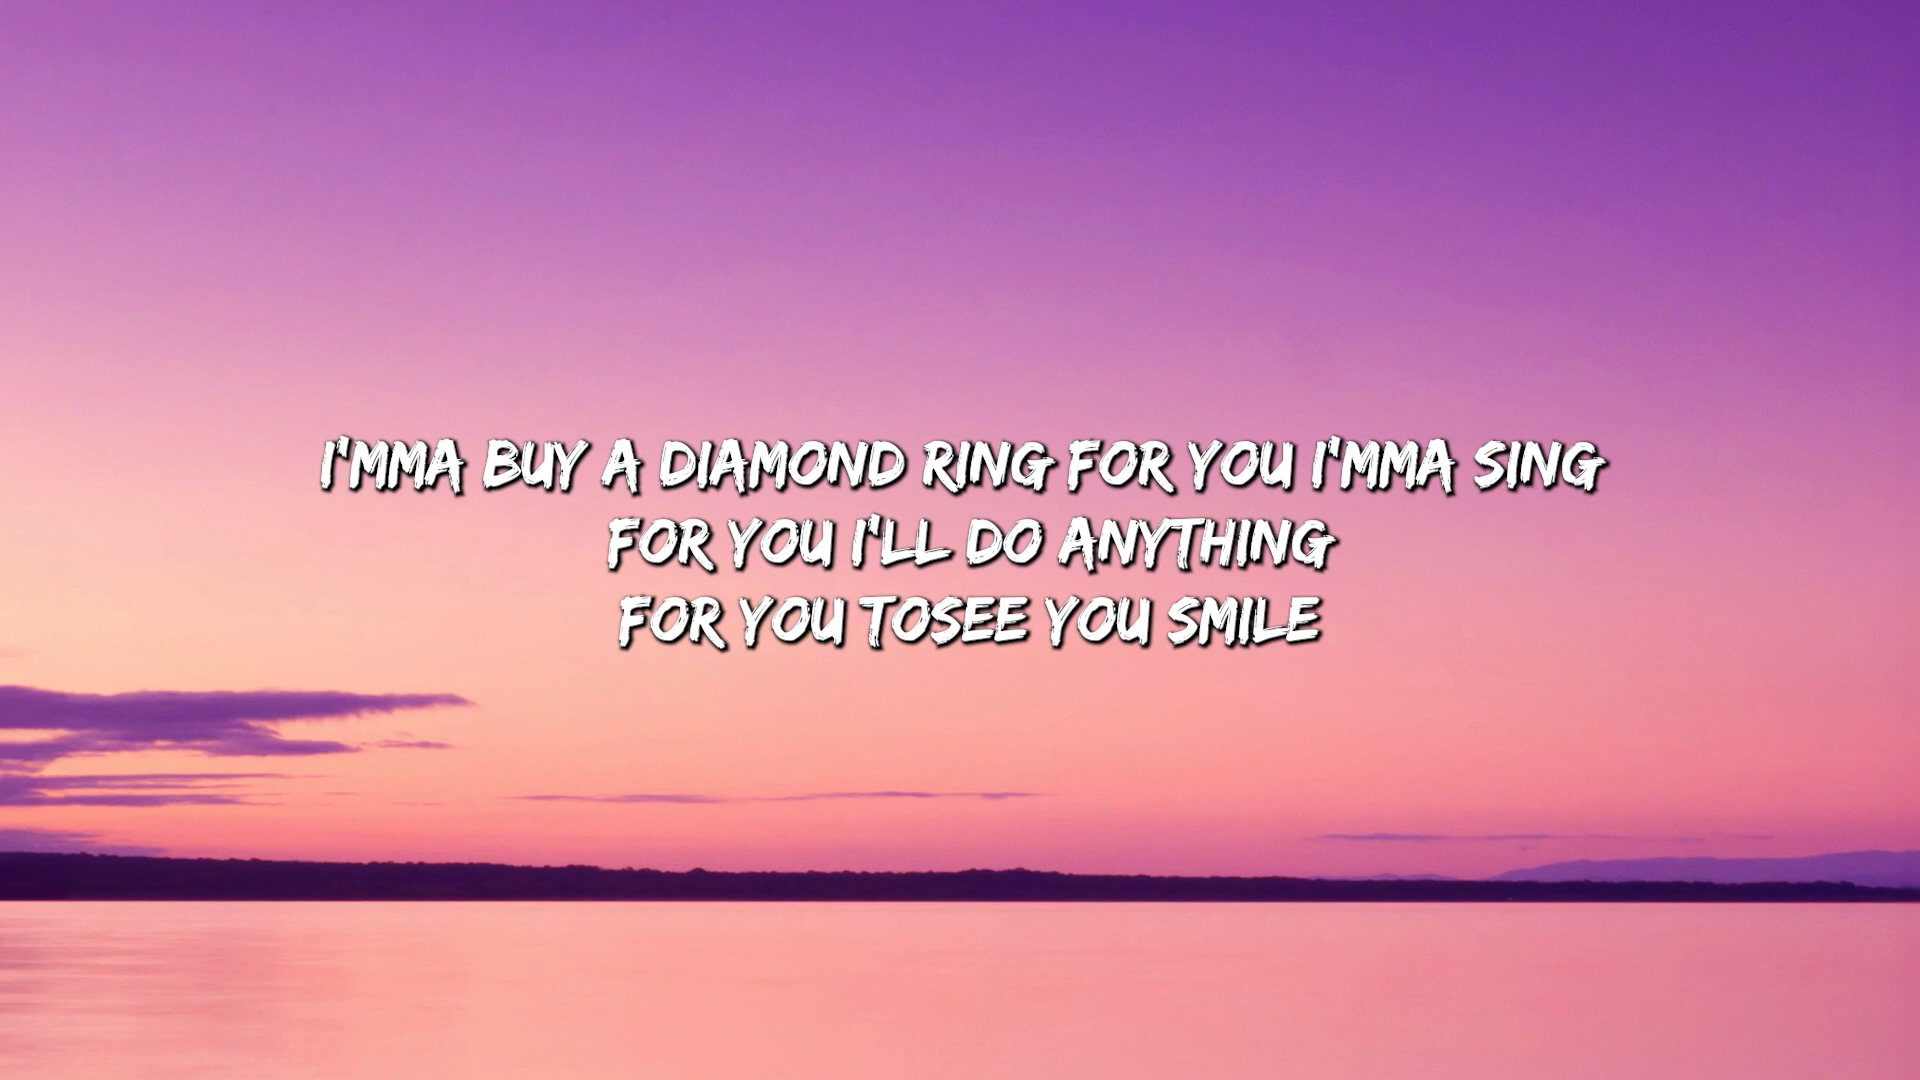 I'MMA BUY A DIAMOND RING FOR YOU I'MMA SING
FOR YOU I'LL DO ANYTHING
FOR YOU TOSEE YOU SMILE